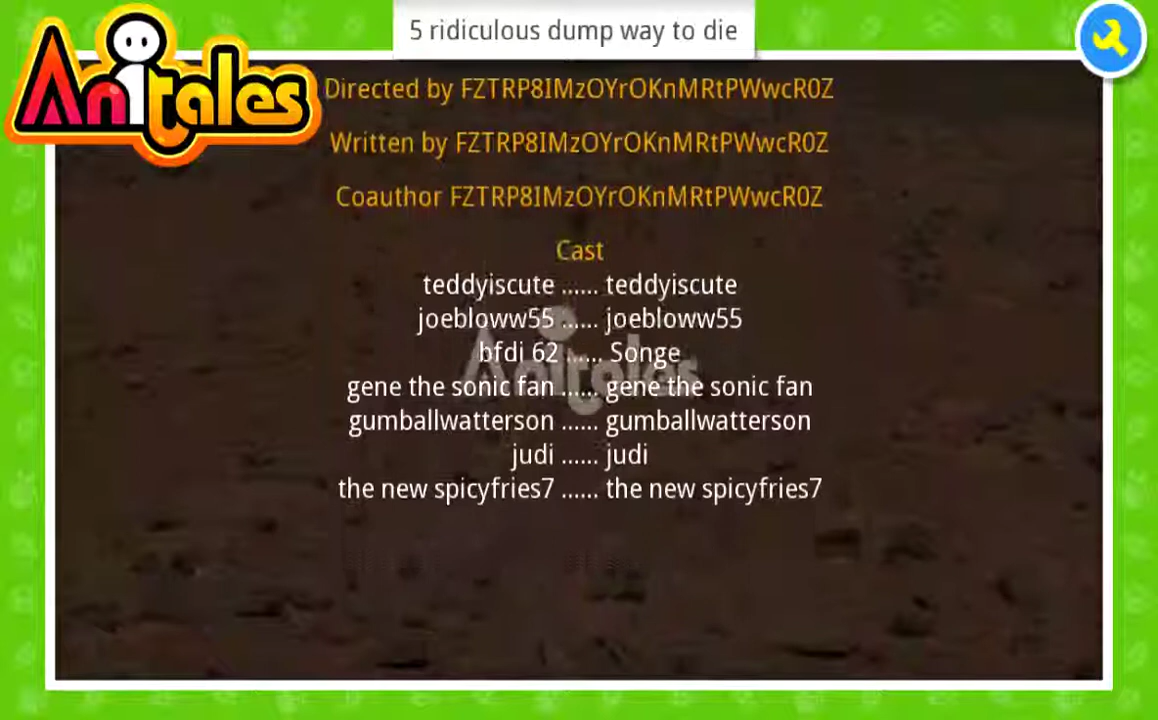 5 ridiculous dump way to die
Anitales
Directed by FZTRP8IMzOYrOKnMRtPWwcR0Z
Written by FZTRP8IMzOYrOKnMRtPWwcR0Z
Coauthor FZTRP8IMzOYrOKnMRtPWwcR0Z
Cast
teddyiscute ...... teddyiscute
joebloww55 ...... joebloww55
bfdi 62 ...... Songe
Anitales
gene the sonic fan ...... gene the sonic fan
gumballwatterson ...... gumballwatterson
judi ...... judi
the new spicyfries7 ...... the new spicyfries7